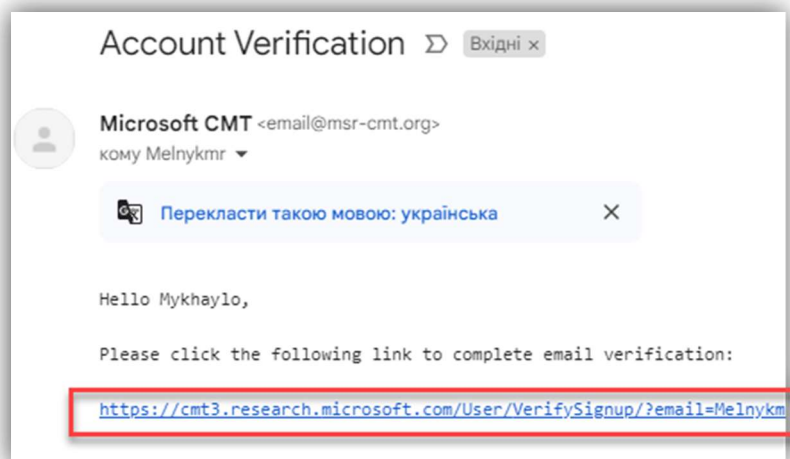 Account Verification Вхідні ×
Microsoft CMT <email@msr-cmt.org>
кому Melnykmr
Перекласти такою мовою: українська
Hello Mykhaylo,
Please click the following link to complete email verification:
https://cmt3.research.microsoft.com/User/VerifySignup/?email=Melnykm